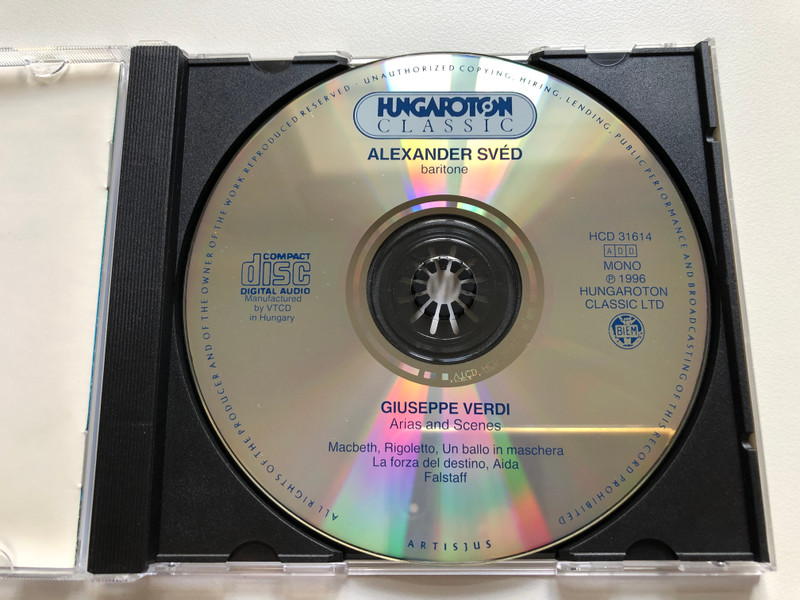 ALL RIGHTS OF THE PRODUCER AND OF THE OWNER OF THE WORK REPRODUCED RESERVED · UNAUTHORIZED COPYING, HIRING, LENDING, PUBLIC PERFORMANCE AND BROADCASTING OF THIS RECORD PROHIBITED
HUNGAROTON
CLASSIC
ALEXANDER SVÉD
baritone
COMPACT
disc
DIGITAL AUDIO
Manufactured
by VTCD
in Hungary
HCD 31614
ADD
MONO
℗ 1996
HUNGAROTON
CLASSIC LTD
BIEM
VTCD
GIUSEPPE VERDI
Arias and Scenes
Macbeth, Rigoletto, Un ballo in maschera
La forza del destino, Aida
Falstaff
ARTISJUS